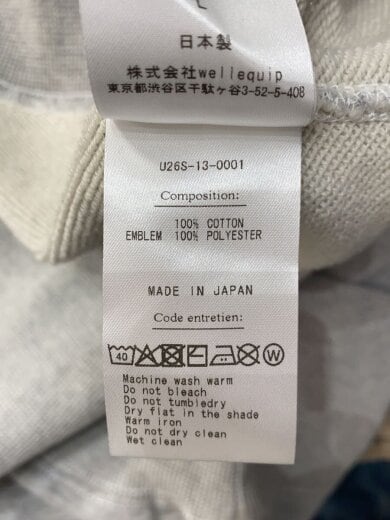 L
日本製
株式会社wellequip
東京都渋谷区千駄ヶ谷3-52-5-408
U26S-13-0001
Composition:
100% COTTON
EMBLEM 100% POLYESTER
MADE IN JAPAN
Code entretien:
40 W
Machine wash warm
Do not bleach
Do not tumbledry
Dry flat in the shade
Warm iron
Do not dry clean
Wet clean